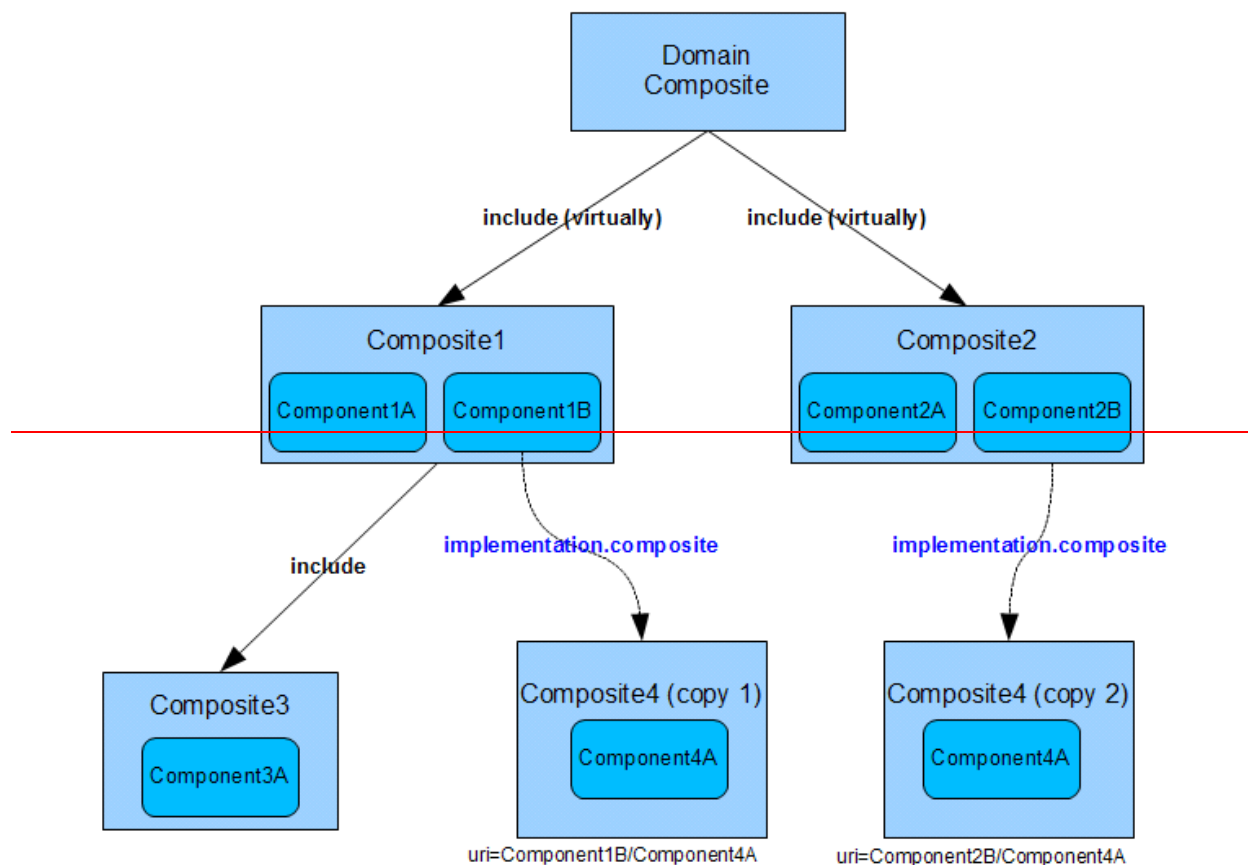 Domain
Composite
include (virtually)
include (virtually)
Composite1
Composite2
Component1A
Component1B
Component2A
Component2B
implementation.composite
implementation.composite
include
Composite4 (copy 1)
Composite4 (copy 2)
Composite3
Component4A
Component4A
Component3A
uri=Component1B/Component4A
uri=Component2B/Component4A